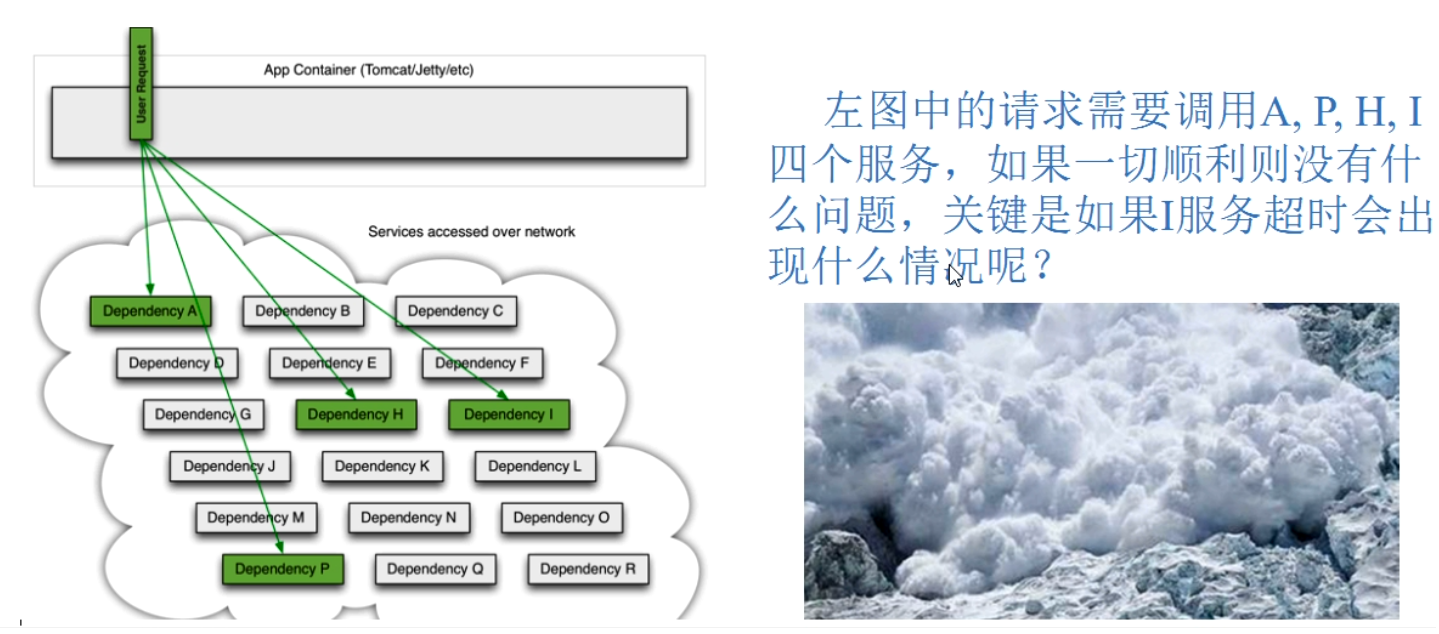 User Request
App Container (Tomcat/Jetty/etc)
Services accessed over network
Dependency A
Dependency B
Dependency C
Dependency D
Dependency E
Dependency F
Dependency G
Dependency H
Dependency I
Dependency J
Dependency K
Dependency L
Dependency M
Dependency N
Dependency O
Dependency P
Dependency Q
Dependency R
左图中的请求需要调用A, P, H, I
四个服务，如果一切顺利则没有什
么问题，关键是如果I服务超时会出
现什么情况呢？